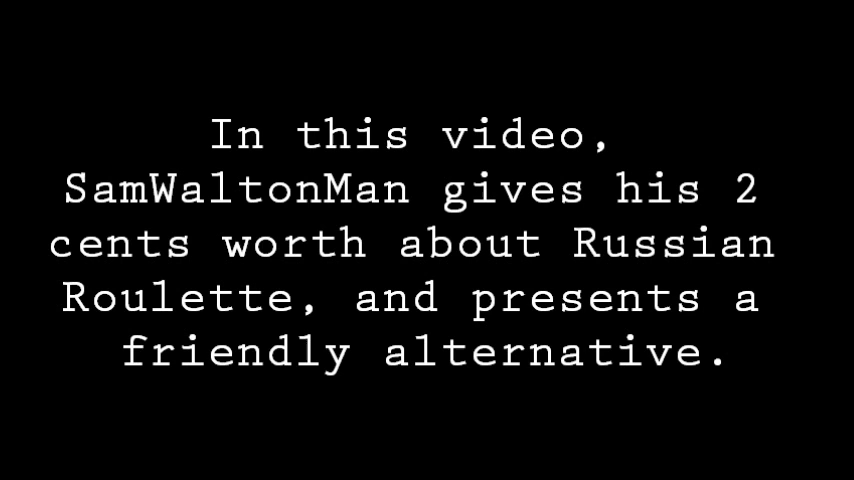 In this video,
SamWaltonMan gives his 2
cents worth about Russian
Roulette, and presents a
friendly alternative.